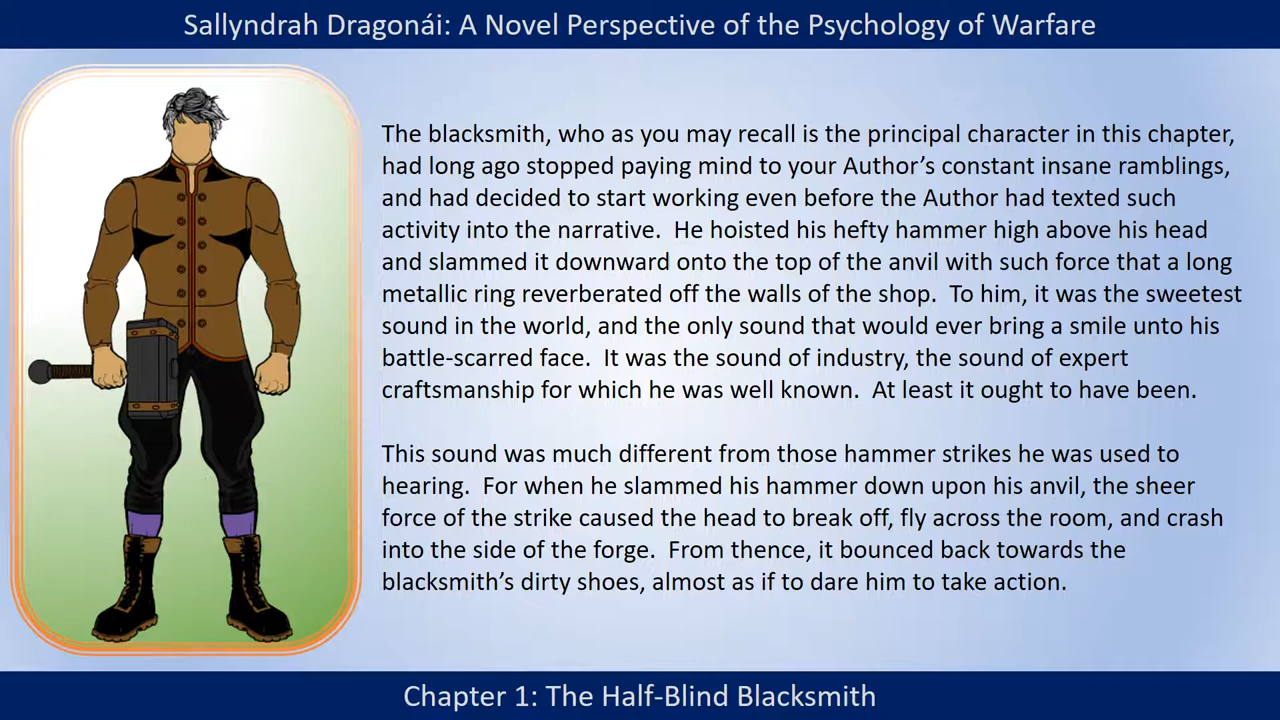 Sallyndrah Dragonái: A Novel Perspective of the Psychology of Warfare
The blacksmith, who as you may recall is the principal character in this chapter,
had long ago stopped paying mind to your Author’s constant insane ramblings,
and had decided to start working even before the Author had texted such
activity into the narrative.  He hoisted his hefty hammer high above his head
and slammed it downward onto the top of the anvil with such force that a long
metallic ring reverberated off the walls of the shop.  To him, it was the sweetest
sound in the world, and the only sound that would ever bring a smile unto his
battle-scarred face.  It was the sound of industry, the sound of expert
craftsmanship for which he was well known.  At least it ought to have been.
This sound was much different from those hammer strikes he was used to
hearing.  For when he slammed his hammer down upon his anvil, the sheer
force of the strike caused the head to break off, fly across the room, and crash
into the side of the forge.  From thence, it bounced back towards the
blacksmith’s dirty shoes, almost as if to dare him to take action.
Chapter 1: The Half-Blind Blacksmith